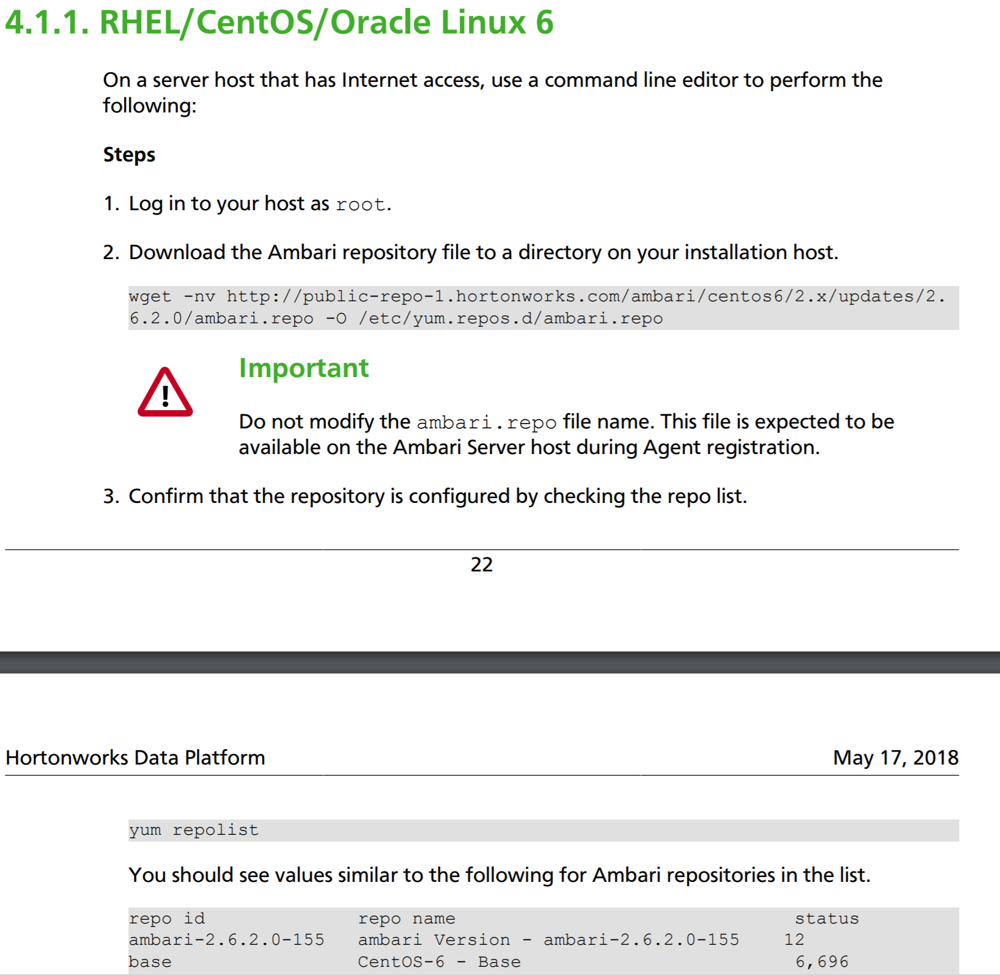 4.1.1. RHEL/CentOS/Oracle Linux 6
On a server host that has Internet access, use a command line editor to perform the
following:
Steps
1. Log in to your host as root.
2. Download the Ambari repository file to a directory on your installation host.
wget -nv http://public-repo-1.hortonworks.com/ambari/centos6/2.x/updates/2.
6.2.0/ambari.repo -O /etc/yum.repos.d/ambari.repo
Important
Do not modify the ambari.repo file name. This file is expected to be
available on the Ambari Server host during Agent registration.
3. Confirm that the repository is configured by checking the repo list.
22
Hortonworks Data Platform May 17, 2018
yum repolist
You should see values similar to the following for Ambari repositories in the list.
repo id repo name status
ambari-2.6.2.0-155 ambari Version - ambari-2.6.2.0-155 12
base CentOS-6 - Base 6,696